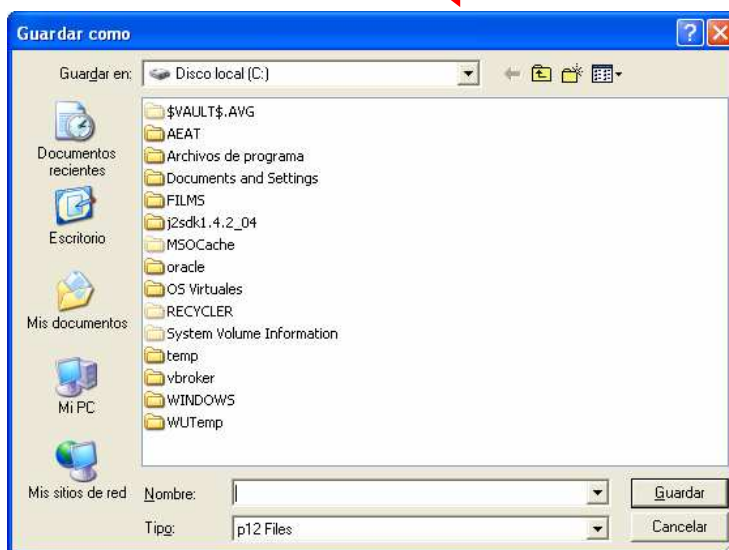 Guardar como
Guardar en: Disco local (C:)
Documentos
recientes
Escritorio
Mis documentos
Mi PC
Mis sitios de red
$VAULT$.AVG
AEAT
Archivos de programa
Documents and Settings
FILMS
j2sdk1.4.2_04
MSOCache
oracle
OS Virtuales
RECYCLER
System Volume Information
temp
vbroker
WINDOWS
WUTemp
Nombre: Guardar
Tipo: p12 Files Cancelar